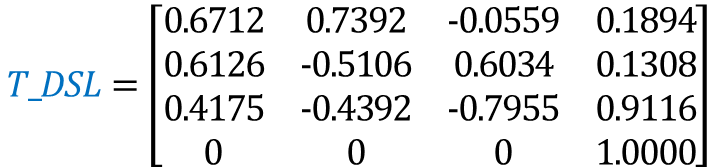 0.6712 0.7392 -0.0559 0.1894
0.6126 -0.5106 0.6034 0.1308
T_DSL =
0.4175 -0.4392 -0.7955 0.9116
0 0 0 1.0000